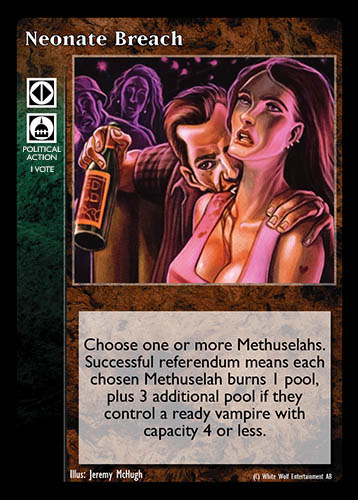 Neonate Breach
POLITICAL
ACTION
1 VOTE
Choose one or more Methuselahs.
Successful referendum means each
chosen Methuselah burns 1 pool,
plus 3 additional pool if they
control a ready vampire with
capacity 4 or less.
Illus: Jeremy McHugh
(C) White Wolf Entertainment AB